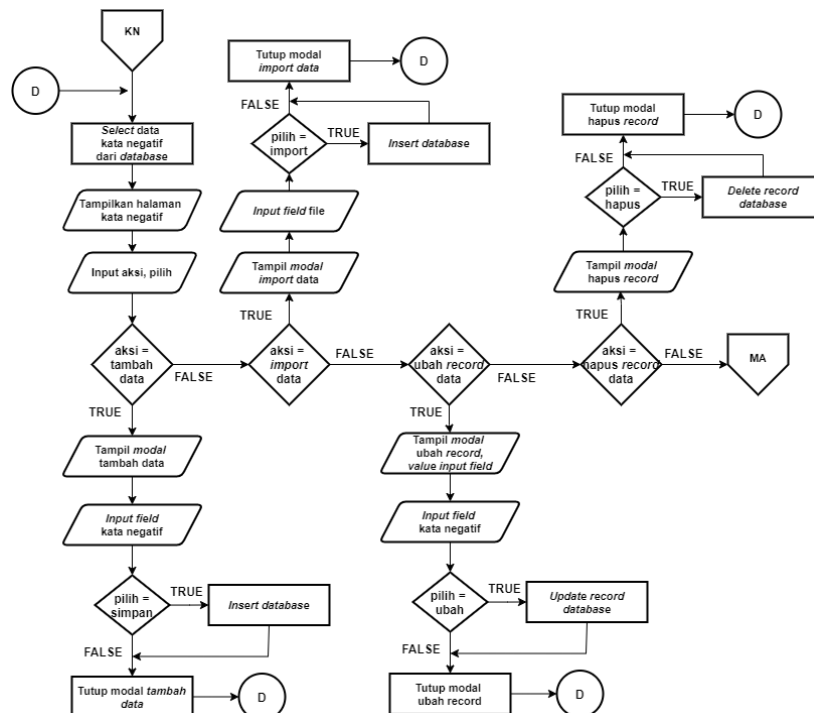 KN
D
Select data
kata negatif
dari database
Tampilkan halaman
kata negatif
Input aksi, pilih
aksi =
tambah
data
FALSE
TRUE
Tampil modal
tambah data
Input field
kata negatif
pilih =
simpan
TRUE
Insert database
FALSE
Tutup modal tambah
data
D
Tutup modal
import data
D
FALSE
pilih =
import
TRUE
Insert database
Input field file
Tampil modal
import data
TRUE
aksi =
import
data
FALSE
aksi =
ubah record
data
FALSE
TRUE
Tampil modal
ubah record,
value input field
Input field
kata negatif
pilih =
ubah
TRUE
Update record
database
FALSE
Tutup modal
ubah record
D
Tutup modal
hapus record
D
FALSE
pilih =
hapus
TRUE
Delete record
database
Tampil modal
hapus record
TRUE
aksi =
hapus record
data
FALSE
MA